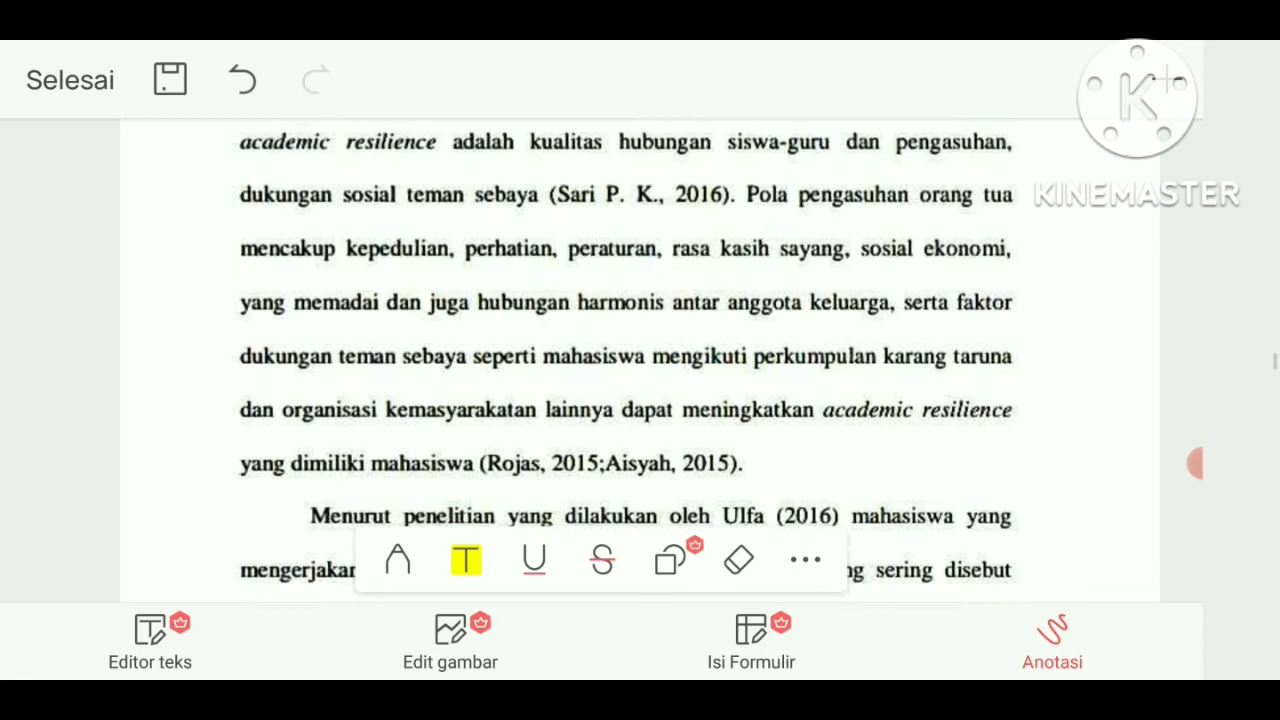 Selesai
KINEMASTER
academic resilience adalah kualitas hubungan siswa-guru dan pengasuhan,
dukungan sosial teman sebaya (Sari P. K., 2016). Pola pengasuhan orang tua
mencakup kepedulian, perhatian, peraturan, rasa kasih sayang, sosial ekonomi,
yang memadai dan juga hubungan harmonis antar anggota keluarga, serta faktor
dukungan teman sebaya seperti mahasiswa mengikuti perkumpulan karang taruna
dan organisasi kemasyarakatan lainnya dapat meningkatkan academic resilience
yang dimiliki mahasiswa (Rojas, 2015;Aisyah, 2015).
Menurut penelitian yang dilakukan oleh Ulfa (2016) mahasiswa yang
sering disebut
Editor teks
Edit gambar
Isi Formulir
Anotasi